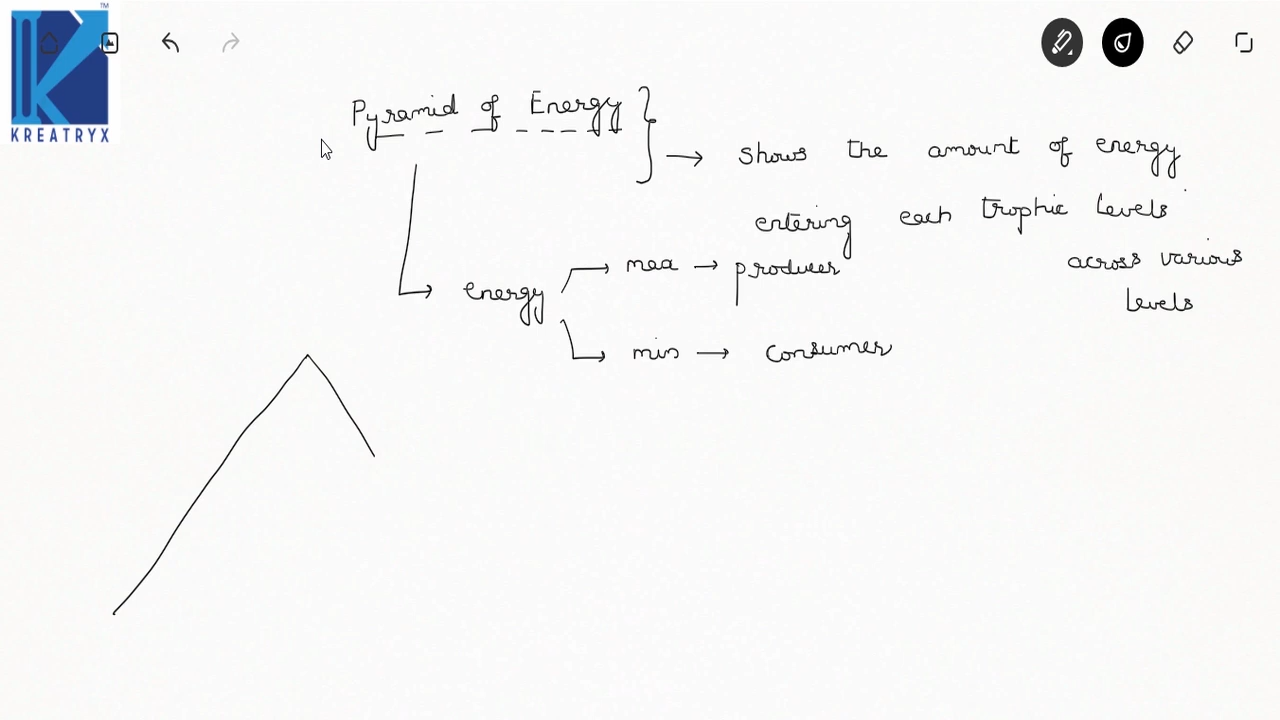 TM
KREATRYX
Pyramid of Energy
→ shows the amount of energy
entering each trophic levels
across various
levels
energy
→ max → producer
→ min → consumer